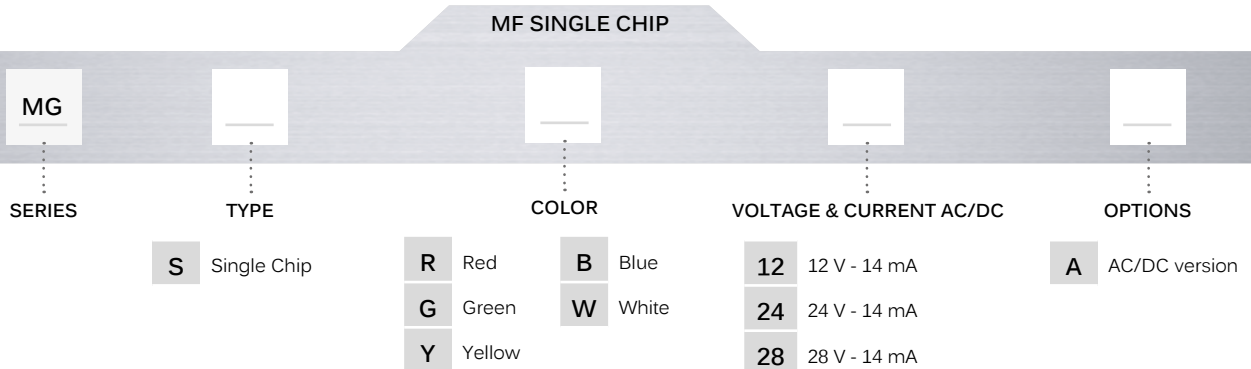 MF SINGLE CHIP
MG
SERIES
TYPE
COLOR
VOLTAGE & CURRENT AC/DC
OPTIONS
S Single Chip
R Red
G Green
Y Yellow
B Blue
W White
12 12 V - 14 mA
24 24 V - 14 mA
28 28 V - 14 mA
A AC/DC version